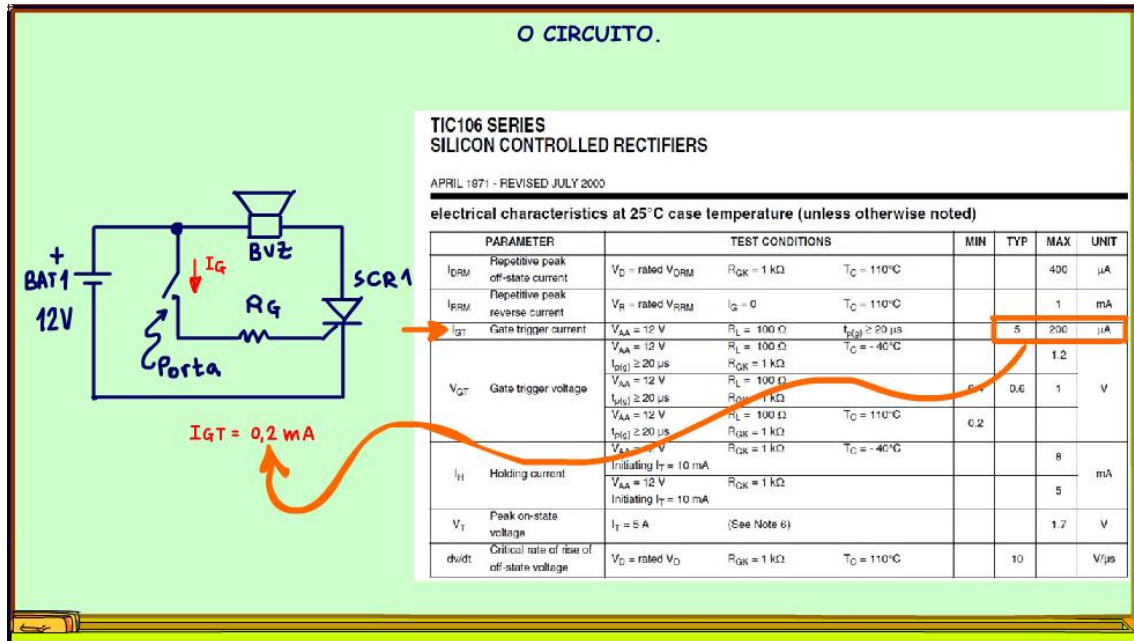 O CIRCUITO.
TIC106 SERIES
SILICON CONTROLLED RECTIFIERS
APRIL 1971 - REVISED JULY 2000
electrical characteristics at 25°C case temperature (unless otherwise noted)
PARAMETER TEST CONDITIONS MIN TYP MAX UNIT
IDRM Repetitive peak off-state current VD = rated VDRM RGK = 1 kΩ TC = 110°C 400 µA
IRRM Repetitive peak reverse current VR = rated VRRM IG = 0 TC = 110°C 1 mA
IGT Gate trigger current VAA = 12 V RL = 100 Ω tp(g) ≥ 20 µs 5 200 µA
VGT Gate trigger voltage
VAA = 12 V RL = 100 Ω TC = - 40°C
tp(g) ≥ 20 µs RGK = 1 kΩ 1.2
VAA = 12 V RL = 100 Ω
tp(g) ≥ 20 µs 1 kΩ 0.6 1 V
VAA = 12 V RL = 100 Ω TC = 110°C
tp(g) ≥ 20 µs RGK = 1 kΩ 0.2
IH Holding current
VAA = 12 V RGK = 1 kΩ TC = - 40°C
Initiating IT = 10 mA 8
VAA = 12 V RGK = 1 kΩ
Initiating IT = 10 mA 5 mA
VT Peak on-state voltage IT = 5 A (See Note 6) 1.7 V
dv/dt Critical rate of rise of off-state voltage VD = rated VD RGK = 1 kΩ TC = 110°C 10 V/µs
+
BAT1
12V
BVZ
IG
SCR1
RG
Porta
IGT = 0,2 mA